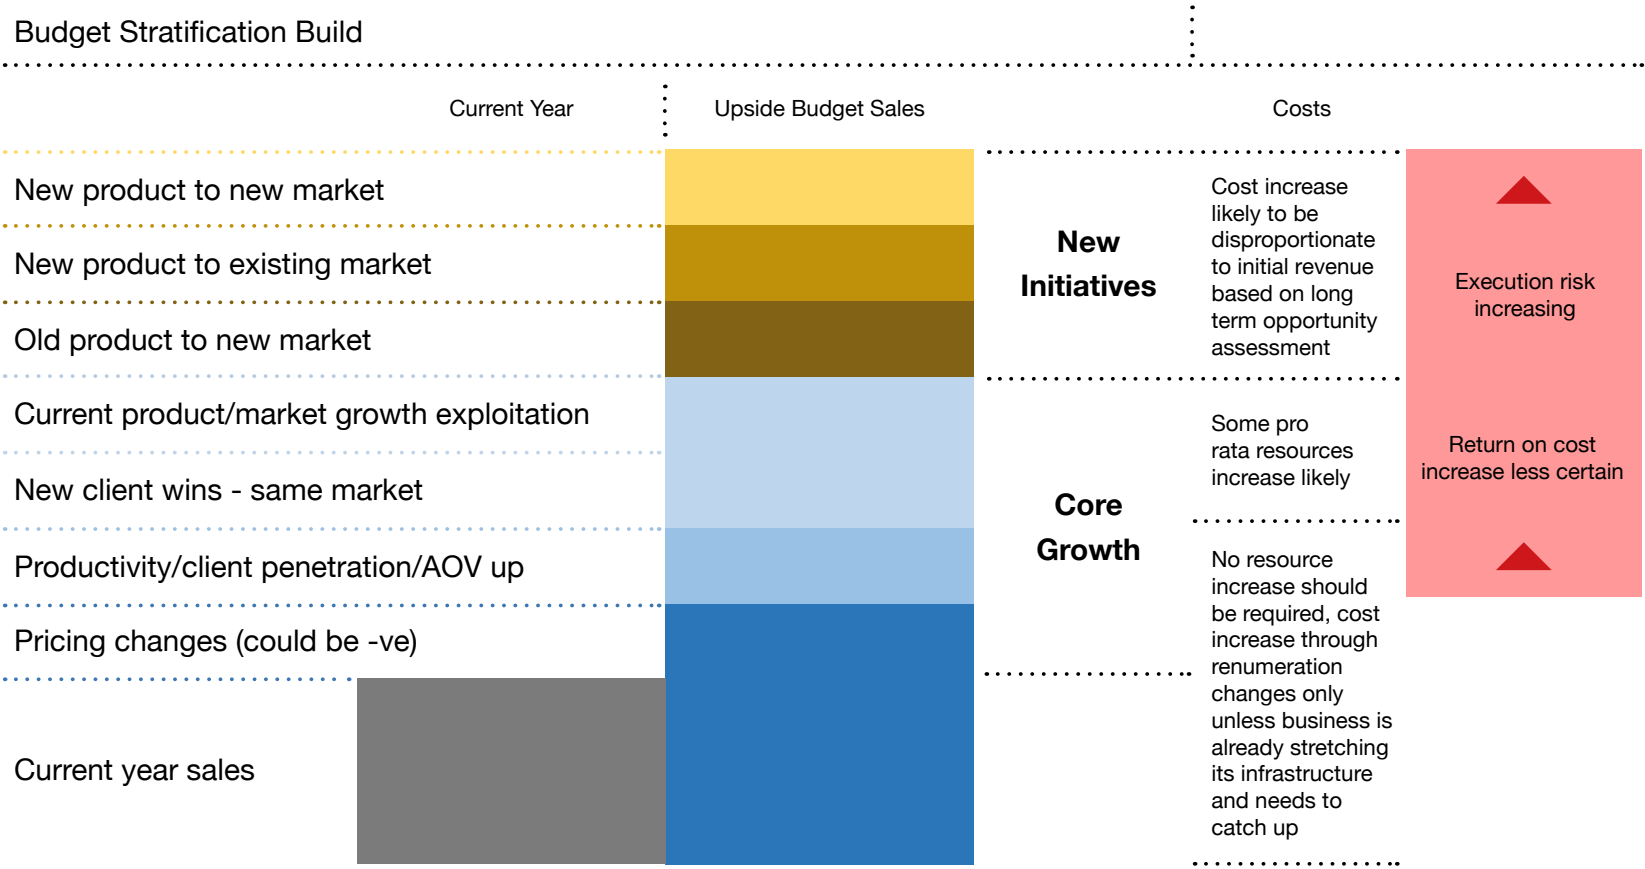 Budget Stratification Build
Current Year
Upside Budget Sales
Costs
New product to new market
New product to existing market
Old product to new market
Current product/market growth exploitation
New client wins - same market
Productivity/client penetration/AOV up
Pricing changes (could be -ve)
Current year sales
New
Initiatives
Core
Growth
Cost increase
likely to be
disproportionate
to initial revenue
based on long
term opportunity
assessment
Some pro
rata resources
increase likely
No resource
increase should
be required, cost
increase through
renumeration
changes only
unless business is
already stretching
its infrastructure
and needs to
catch up
Execution risk
increasing
Return on cost
increase less certain